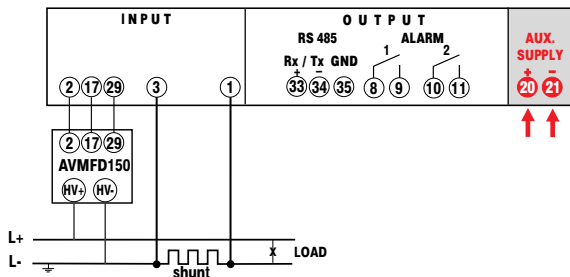 INPUT
OUTPUT
RS 485
ALARM
AUX.
SUPPLY
Rx / Tx GND
1
2
+ −
+ −
2 17 29 3 1
33 34 35 8 9 10 11
20 21
2 17 29
AVMFD150
HV+ HV-
L+
X LOAD
L-
shunt